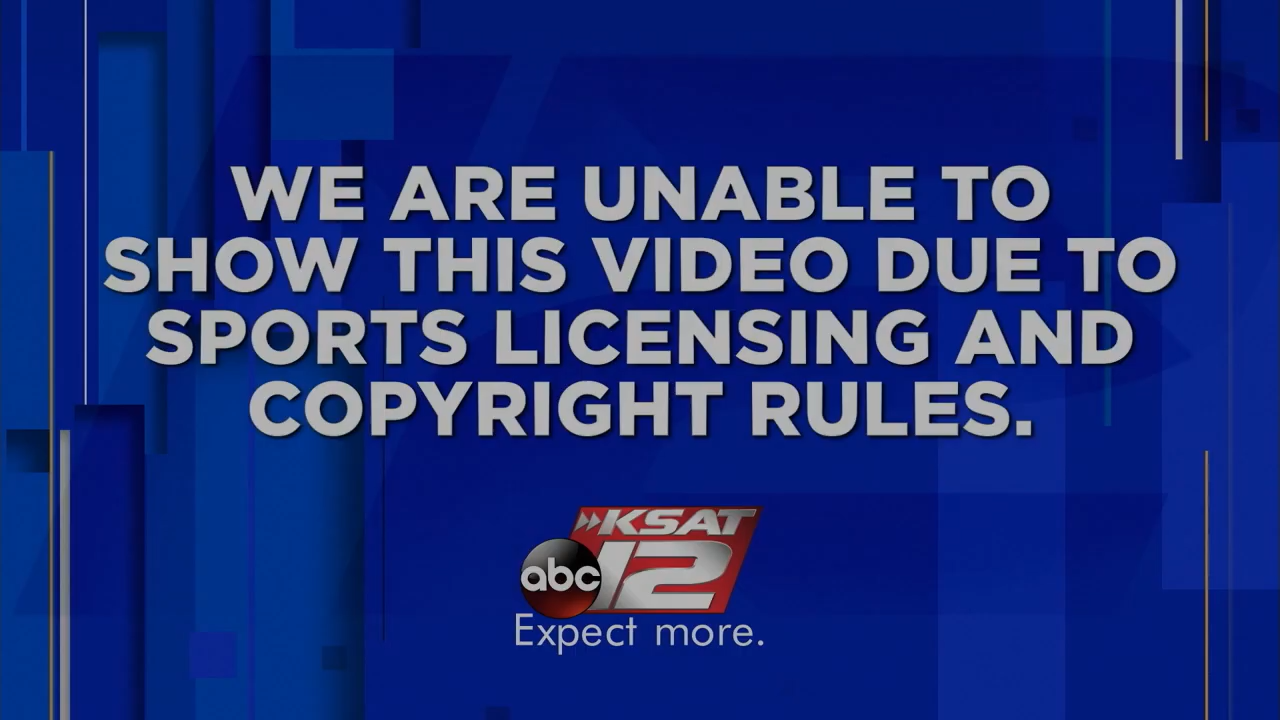 WE ARE UNABLE TO
SHOW THIS VIDEO DUE TO
SPORTS LICENSING AND
COPYRIGHT RULES.
KSAT
abc 12
Expect more.